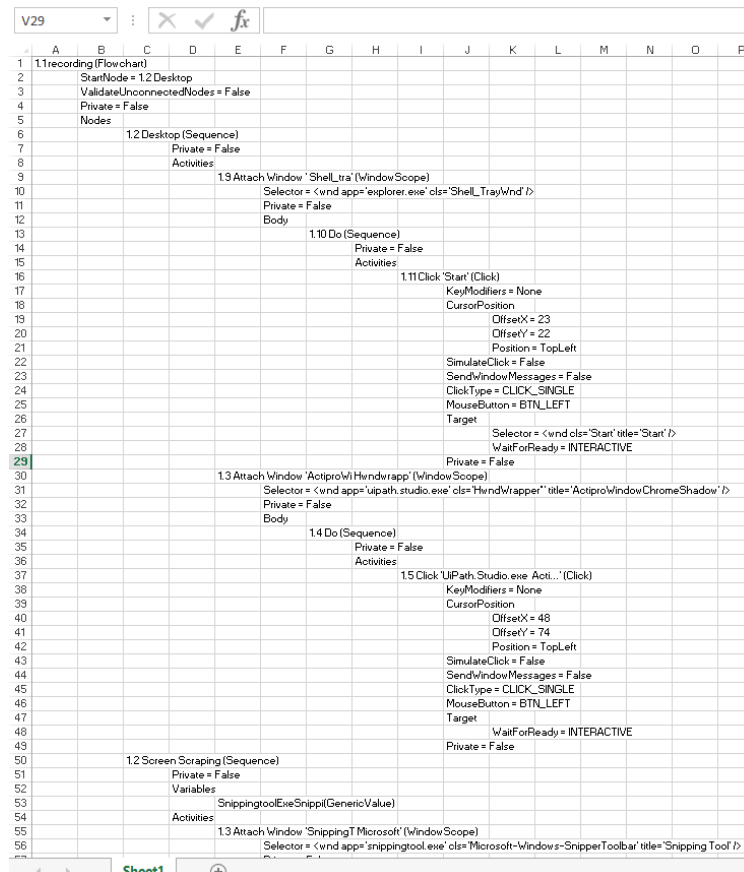 V29 fx
A B C D E F G H I J K L M N O P
1 1.1 recording (Flowchart)
2 StartNode = 1.2 Desktop
3 ValidateUnconnectedNodes = False
4 Private = False
5 Nodes
6 1.2 Desktop (Sequence)
7 Private = False
8 Activities
9 1.9 Attach Window ' Shell_tra' (WindowScope)
10 Selector = <wnd app='explorer.exe' cls='Shell_TrayWnd' />
11 Private = False
12 Body
13 1.10 Do (Sequence)
14 Private = False
15 Activities
16 1.11 Click 'Start' (Click)
17 KeyModifiers = None
18 CursorPosition
19 OffsetX = 23
20 OffsetY = 22
21 Position = TopLeft
22 SimulateClick = False
23 SendWindowMessages = False
24 ClickType = CLICK_SINGLE
25 MouseButton = BTN_LEFT
26 Target
27 Selector = <wnd cls='Start' title='Start' />
28 WaitForReady = INTERACTIVE
29 Private = False
30 1.3 Attach Window 'ActiproWi Hwndwrapp' (WindowScope)
31 Selector = <wnd app='uipath.studio.exe' cls='HwndWrapper*' title='ActiproWindowChromeShadow' />
32 Private = False
33 Body
34 1.4 Do (Sequence)
35 Private = False
36 Activities
37 1.5 Click 'UiPath.Studio.exe  Acti...' (Click)
38 KeyModifiers = None
39 CursorPosition
40 OffsetX = 48
41 OffsetY = 74
42 Position = TopLeft
43 SimulateClick = False
44 SendWindowMessages = False
45 ClickType = CLICK_SINGLE
46 MouseButton = BTN_LEFT
47 Target
48 WaitForReady = INTERACTIVE
49 Private = False
50 1.2 Screen Scraping (Sequence)
51 Private = False
52 Variables
53 SnippingtoolExeSnippi(GenericValue)
54 Activities
55 1.3 Attach Window 'SnippingT Microsoft' (WindowScope)
56 Selector = <wnd app='snippingtool.exe' cls='Microsoft-Windows-SnipperToolbar' title='Snipping Tool' />
Sheet1